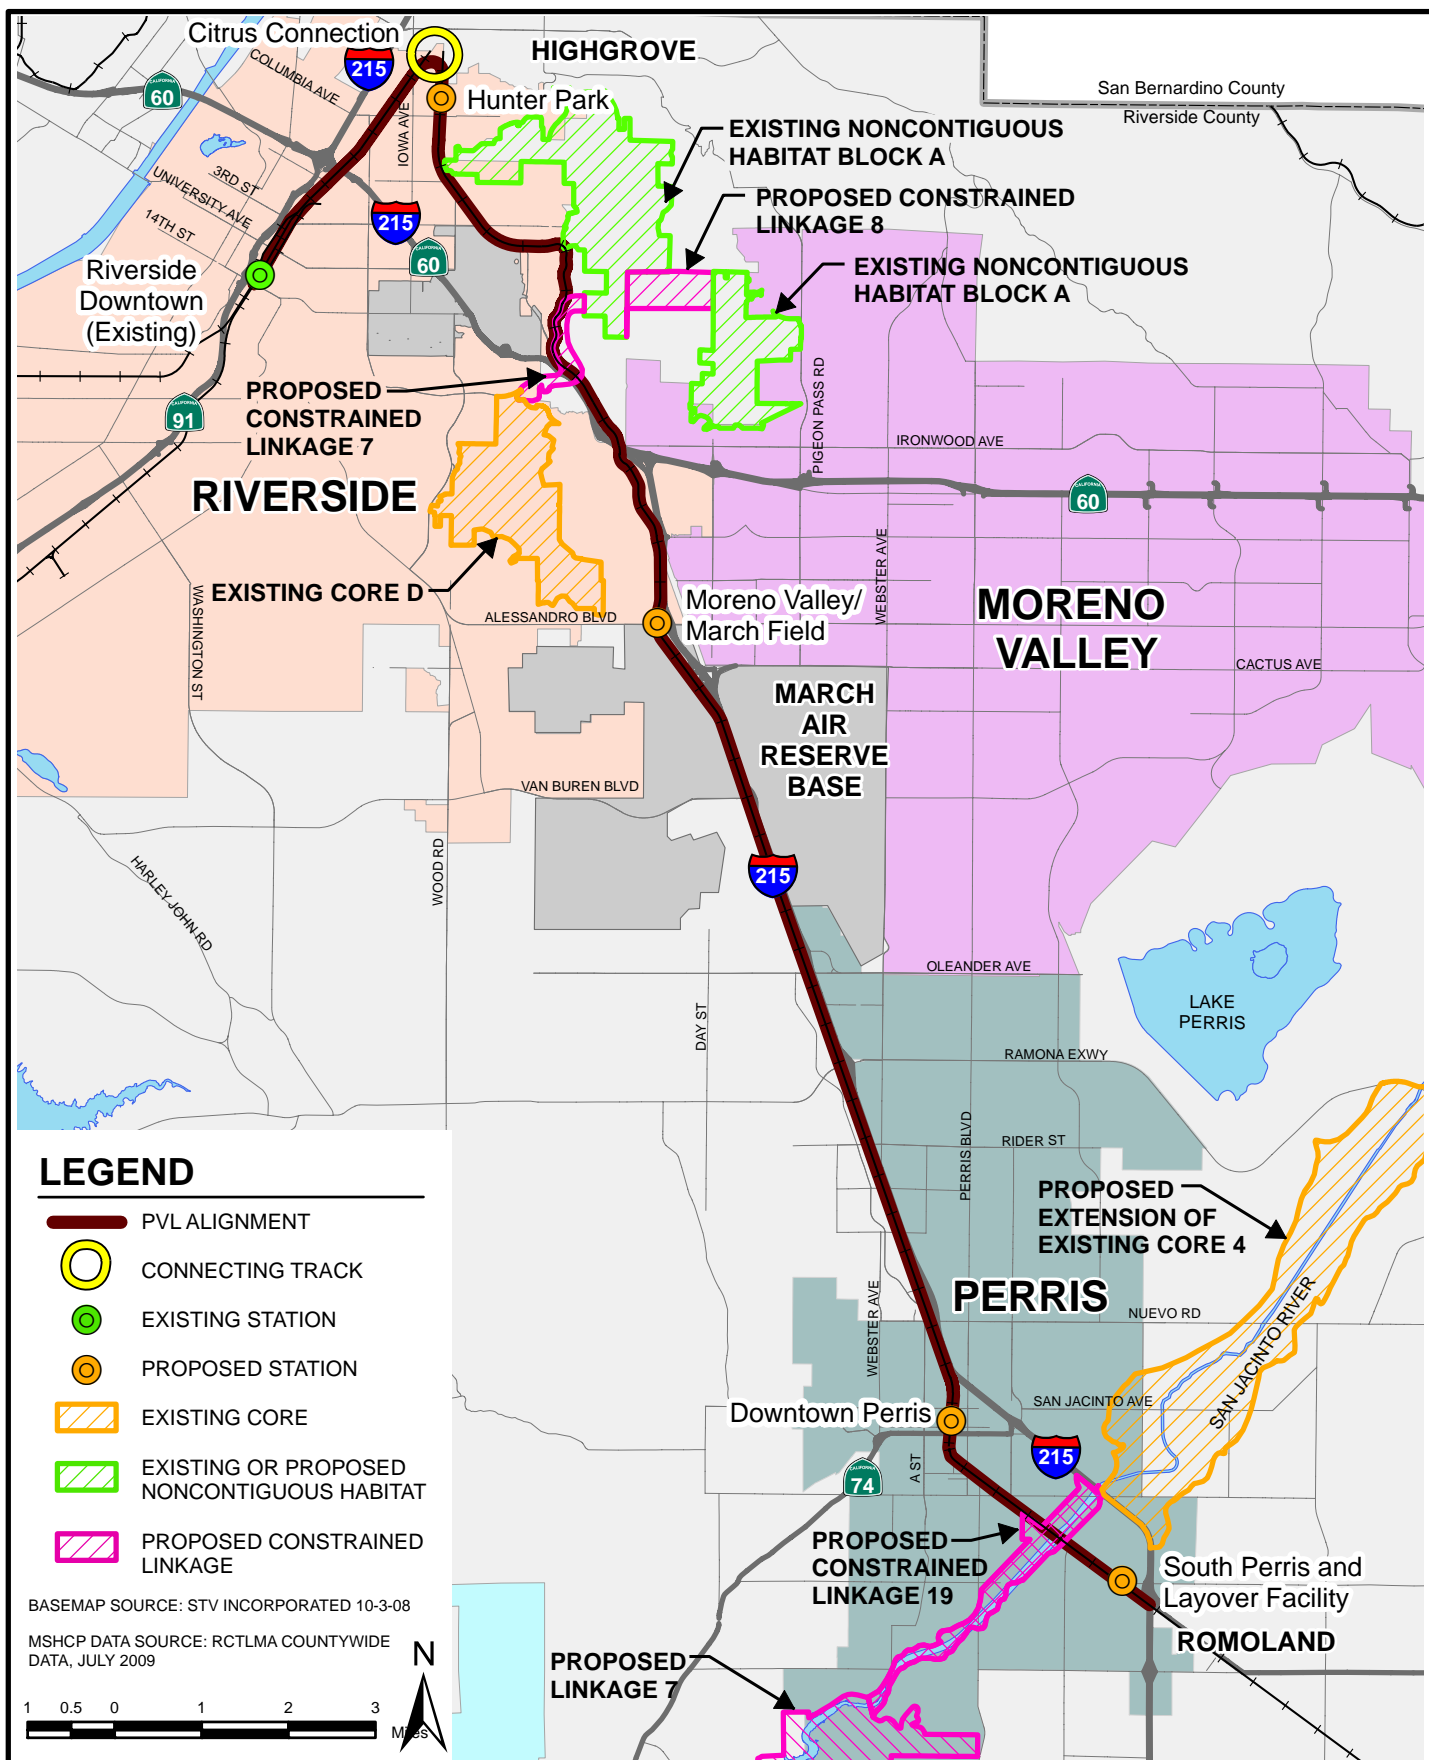 Citrus Connection
HIGHGROVE
215
COLUMBIA AVE
CALIFORNIA
60
San Bernardino County
Riverside County
Hunter Park
IOWA AVE
EXISTING NONCONTIGUOUS
HABITAT BLOCK A
3RD ST
UNIVERSITY AVE
14TH ST
PROPOSED CONSTRAINED
LINKAGE 8
215
CALIFORNIA
60
EXISTING NONCONTIGUOUS
HABITAT BLOCK A
Riverside
Downtown
(Existing)
PROPOSED
CONSTRAINED
LINKAGE 7
CALIFORNIA
91
PIGEON PASS RD
IRONWOOD AVE
RIVERSIDE
CALIFORNIA
60
WEBSTER AVE
EXISTING CORE D
WASHINGTON ST
ALESSANDRO BLVD
Moreno Valley/
March Field
MORENO
VALLEY
CACTUS AVE
MARCH
AIR
RESERVE
BASE
VAN BUREN BLVD
HARLEY JOHN RD
WOOD RD
215
OLEANDER AVE
LAKE
PERRIS
DAY ST
RAMONA EXWY
PERRIS BLVD
RIDER ST
PROPOSED
EXTENSION OF
EXISTING CORE 4
PERRIS
WEBSTER AVE
NUEVO RD
SAN JACINTO RIVER
SAN JACINTO AVE
Downtown Perris
215
A ST
CALIFORNIA
74
PROPOSED
CONSTRAINED
LINKAGE 19
South Perris and
Layover Facility
ROMOLAND
PROPOSED
LINKAGE 7
LEGEND
PVL ALIGNMENT
CONNECTING TRACK
EXISTING STATION
PROPOSED STATION
EXISTING CORE
EXISTING OR PROPOSED
NONCONTIGUOUS HABITAT
PROPOSED CONSTRAINED
LINKAGE
BASEMAP SOURCE: STV INCORPORATED 10-3-08
MSHCP DATA SOURCE: RCTLMA COUNTYWIDE
DATA, JULY 2009
N
1 0.5 0 1 2 3
Miles